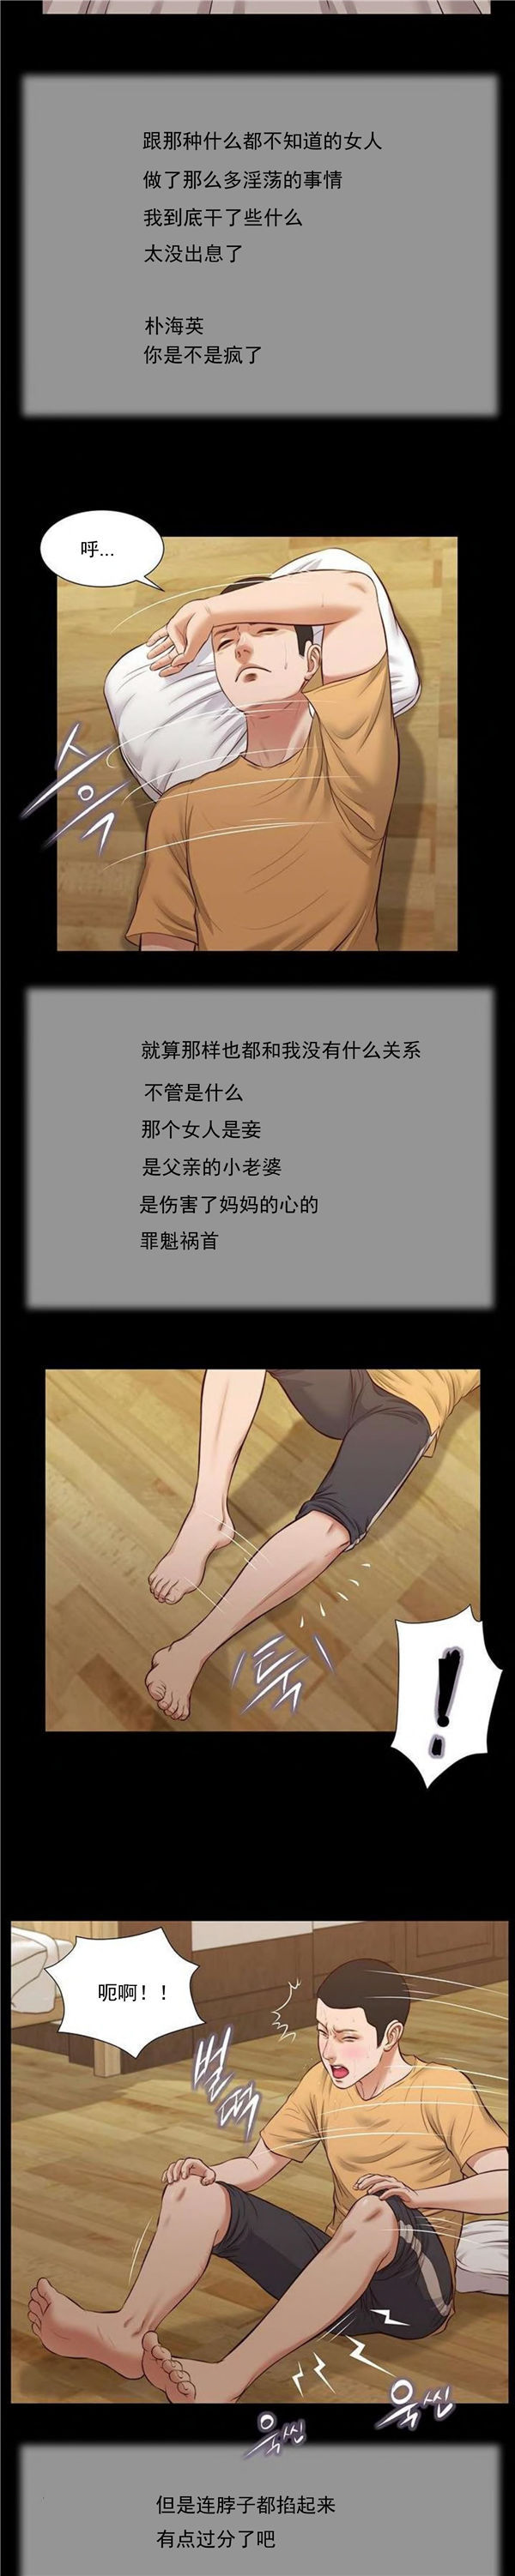 跟那种什么都不知道的女人
做了那么多淫荡的事情
我到底干了些什么
太没出息了
朴海英
你是不是疯了
呼...
스윽
就算那样也都和我没有什么关系
不管是什么
那个女人是妾
是父亲的小老婆
是伤害了妈妈的心的
罪魁祸首
툭
!
呃啊！！
벌떡
욱씬
욱씬
但是连脖子都掐起来
有点过分了吧